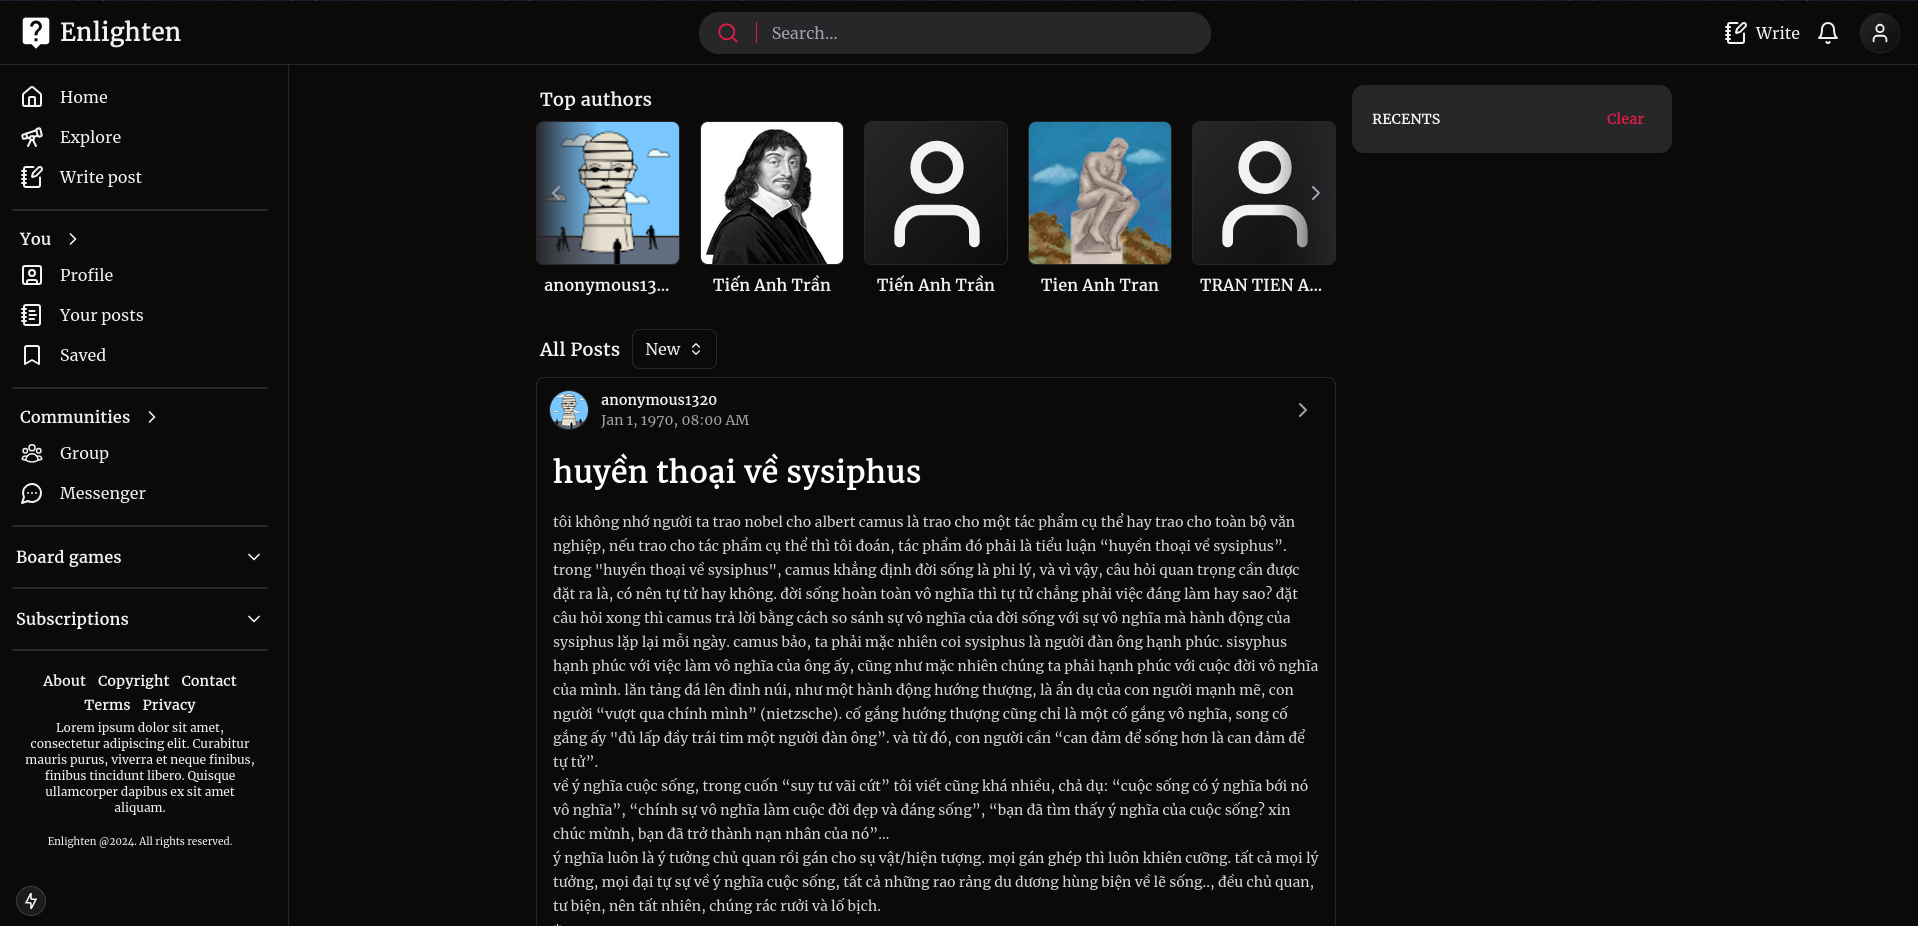 Enlighten
Search...
Write
Home
Explore
Write post
You
Profile
Your posts
Saved
Communities
Group
Messenger
Board games
Subscriptions
About Copyright Contact
Terms Privacy
Lorem ipsum dolor sit amet,
consectetur adipiscing elit. Curabitur
mauris purus, viverra et neque finibus,
finibus tincidunt libero. Quisque
ullamcorper dapibus ex sit amet
aliquam.
Enlighten @2024. All rights reserved.
Top authors
anonymous13...
Tiến Anh Trần
Tiến Anh Trần
Tien Anh Tran
TRAN TIEN A...
All Posts
New
anonymous1320
Jan 1, 1970, 08:00 AM
huyền thoại về sysiphus
tôi không nhớ người ta trao nobel cho albert camus là trao cho một tác phẩm cụ thể hay trao cho toàn bộ văn
nghiệp, nếu trao cho tác phẩm cụ thể thì tôi đoán, tác phẩm đó phải là tiểu luận “huyền thoại về sysiphus”.
trong "huyền thoại về sysiphus", camus khẳng định đời sống là phi lý, và vì vậy, câu hỏi quan trọng cần được
đặt ra là, có nên tự tử hay không. đời sống hoàn toàn vô nghĩa thì tự tử chẳng phải việc đáng làm hay sao? đặt
câu hỏi xong thì camus trả lời bằng cách so sánh sự vô nghĩa của đời sống với sự vô nghĩa mà hành động của
sysiphus lặp lại mỗi ngày. camus bảo, ta phải mặc nhiên coi sysiphus là người đàn ông hạnh phúc. sisyphus
hạnh phúc với việc làm vô nghĩa của ông ấy, cũng như mặc nhiên chúng ta phải hạnh phúc với cuộc đời vô nghĩa
của mình. lăn tảng đá lên đỉnh núi, như một hành động hướng thượng, là ẩn dụ của con người mạnh mẽ, con
người “vượt qua chính mình” (nietzsche). cố gắng hướng thượng cũng chỉ là một cố gắng vô nghĩa, song cố
gắng ấy "đủ lấp đầy trái tim một người đàn ông”. và từ đó, con người cần “can đảm để sống hơn là can đảm để
tự tử”.
về ý nghĩa cuộc sống, trong cuốn “suy tư vãi cứt” tôi viết cũng khá nhiều, chả dụ: “cuộc sống có ý nghĩa bởi nó
vô nghĩa”, “chính sự vô nghĩa làm cuộc đời đẹp và đáng sống”, “bạn đã tìm thấy ý nghĩa của cuộc sống? xin
chúc mừnh, bạn đã trở thành nạn nhân của nó”...
ý nghĩa luôn là ý tưởng chủ quan rồi gán cho sụ vật/hiện tượng. mọi gán ghép thì luôn khiên cưỡng. tất cả mọi lý
tưởng, mọi đại tự sự về ý nghĩa cuộc sống, tất cả những rao rảng du dương hùng biện về lẽ sống.., đều chủ quan,
tư biện, nên tất nhiên, chúng rác rưởi và lố bịch.
RECENTS
Clear